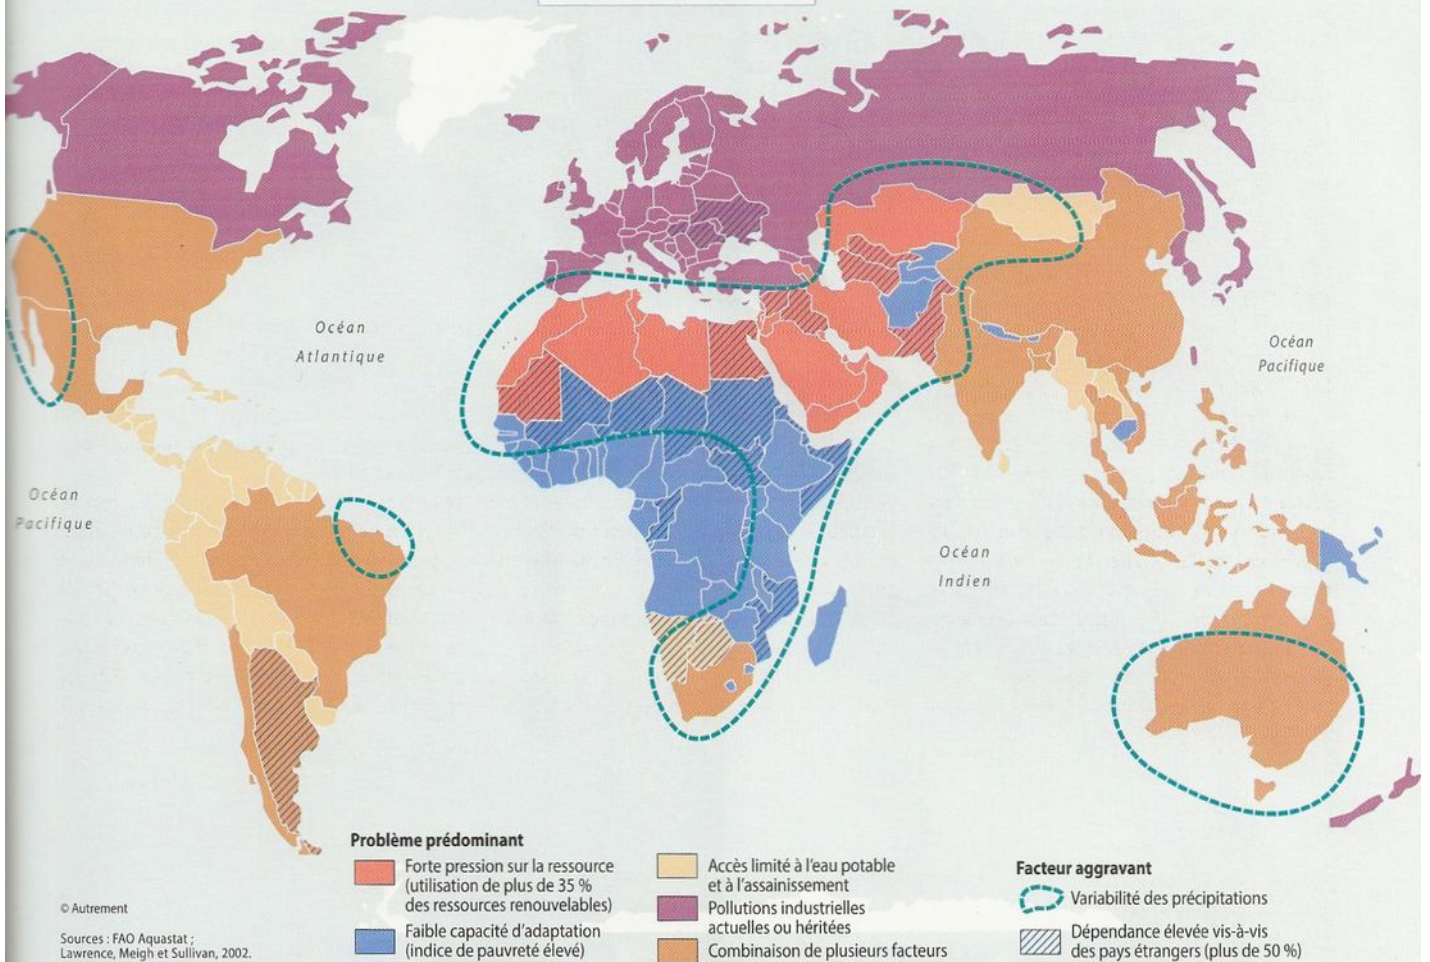 Océan
Atlantique
Océan
Pacifique
Océan
Pacifique
Océan
Indien
Problème prédominant
Forte pression sur la ressource
(utilisation de plus de 35 %
des ressources renouvelables)
Faible capacité d'adaptation
(indice de pauvreté élevé)
Accès limité à l'eau potable
et à l'assainissement
Pollutions industrielles
actuelles ou héritées
Combinaison de plusieurs facteurs
Facteur aggravant
Variabilité des précipitations
Dépendance élevée vis-à-vis
des pays étrangers (plus de 50 %)
© Autrement
Sources : FAO Aquastat ;
Lawrence, Meigh et Sullivan, 2002.